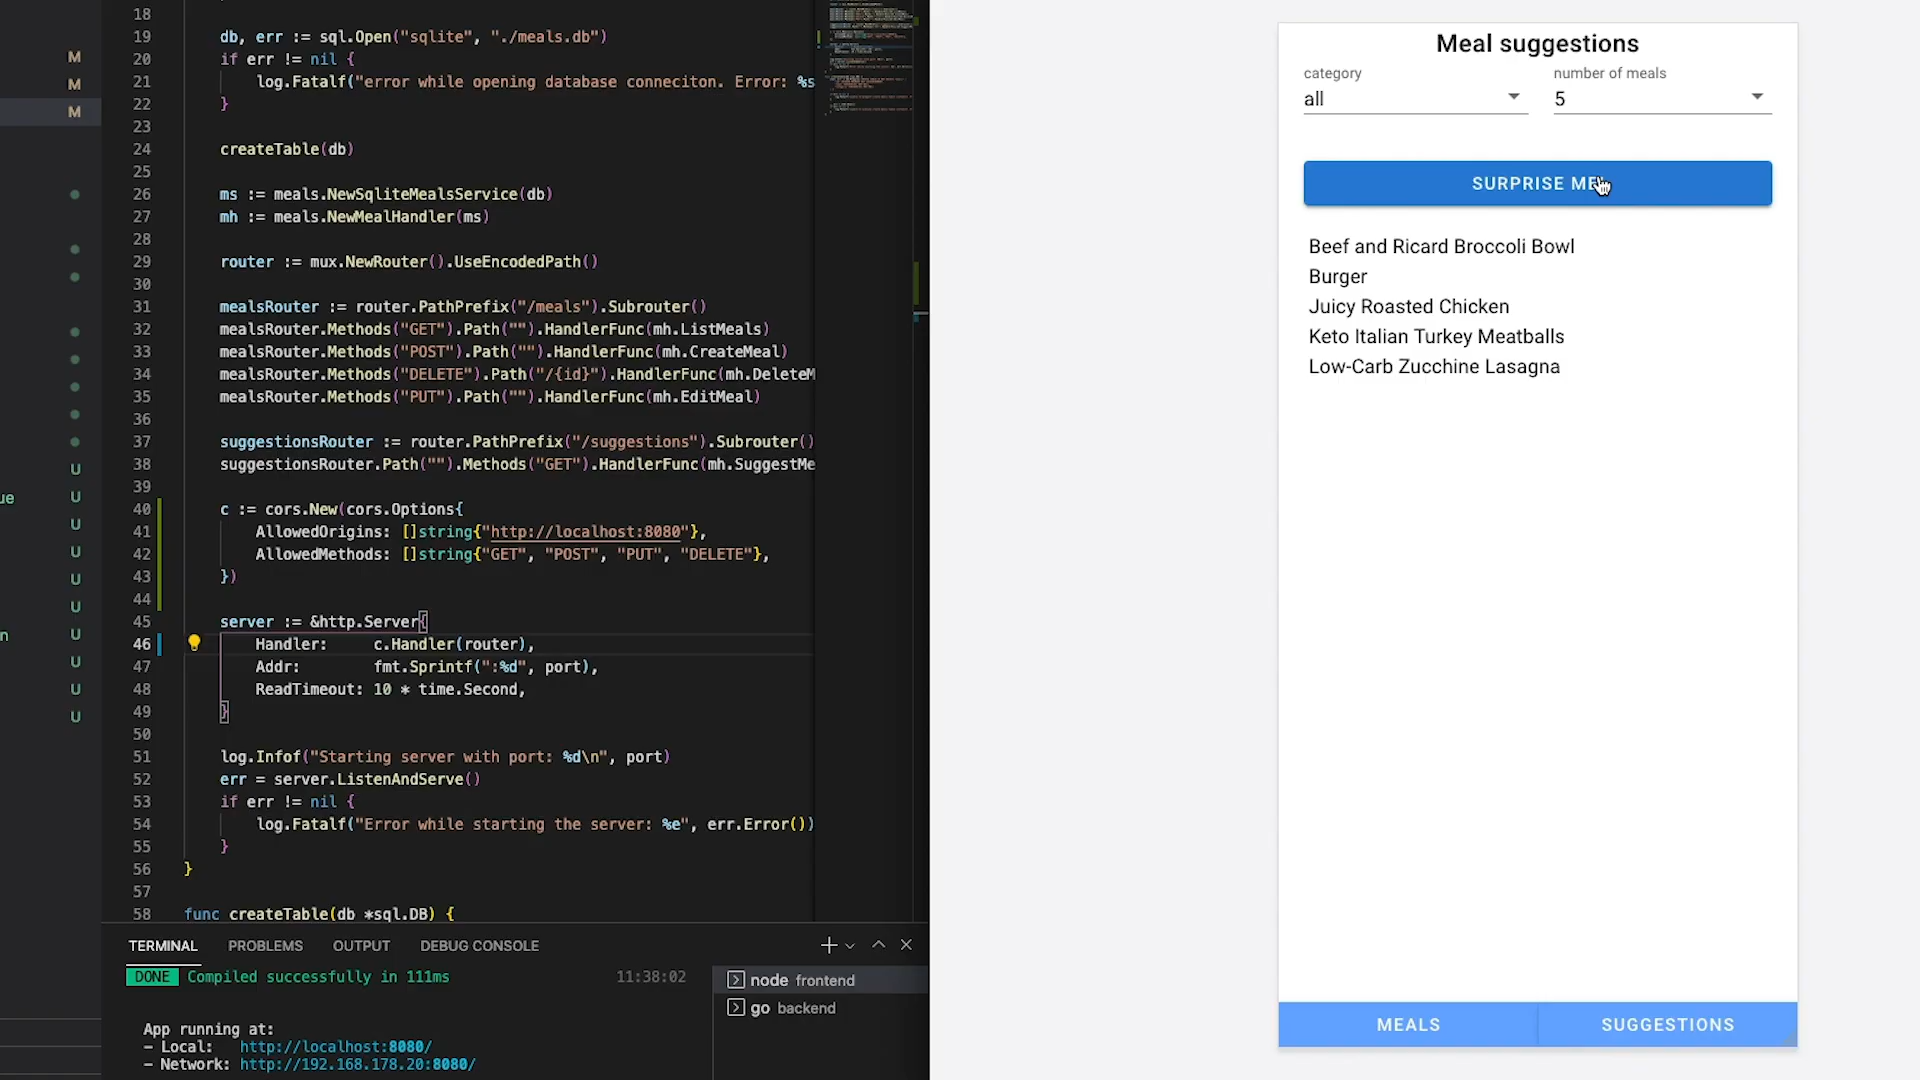 18
19 db, err := sql.Open("sqlite", "./meals.db")
20 if err != nil {
21 log.Fatalf("error while opening database conneciton. Error: %s
22 }
23
24 createTable(db)
25
26 ms := meals.NewSqliteMealsService(db)
27 mh := meals.NewMealHandler(ms)
28
29 router := mux.NewRouter().UseEncodedPath()
30
31 mealsRouter := router.PathPrefix("/meals").Subrouter()
32 mealsRouter.Methods("GET").Path("").HandlerFunc(mh.ListMeals)
33 mealsRouter.Methods("POST").Path("").HandlerFunc(mh.CreateMeal)
34 mealsRouter.Methods("DELETE").Path("/{id}").HandlerFunc(mh.DeleteM
35 mealsRouter.Methods("PUT").Path("").HandlerFunc(mh.EditMeal)
36
37 suggestionsRouter := router.PathPrefix("/suggestions").Subrouter()
38 suggestionsRouter.Path("").Methods("GET").HandlerFunc(mh.SuggestMe
39
40 c := cors.New(cors.Options{
41 AllowedOrigins: []string{"http://localhost:8080"},
42 AllowedMethods: []string{"GET", "POST", "PUT", "DELETE"},
43 })
44
45 server := &http.Server{
46 Handler: c.Handler(router),
47 Addr: fmt.Sprintf(":%d", port),
48 ReadTimeout: 10 * time.Second,
49 }
50
51 log.Infof("Starting server with port: %d\n", port)
52 err = server.ListenAndServe()
53 if err != nil {
54 log.Fatalf("Error while starting the server: %e", err.Error())
55 }
56 }
57
58 func createTable(db *sql.DB) {
M
M
M
U
ue U
U
U
U
U
n U
U
U
U
TERMINAL PROBLEMS OUTPUT DEBUG CONSOLE
DONE Compiled successfully in 111ms 11:38:02
App running at:
- Local: http://localhost:8080/
- Network: http://192.168.178.20:8080/
node frontend
go backend
Meal suggestions
category number of meals
all 5
SURPRISE ME
Beef and Ricard Broccoli Bowl
Burger
Juicy Roasted Chicken
Keto Italian Turkey Meatballs
Low-Carb Zucchine Lasagna
MEALS SUGGESTIONS